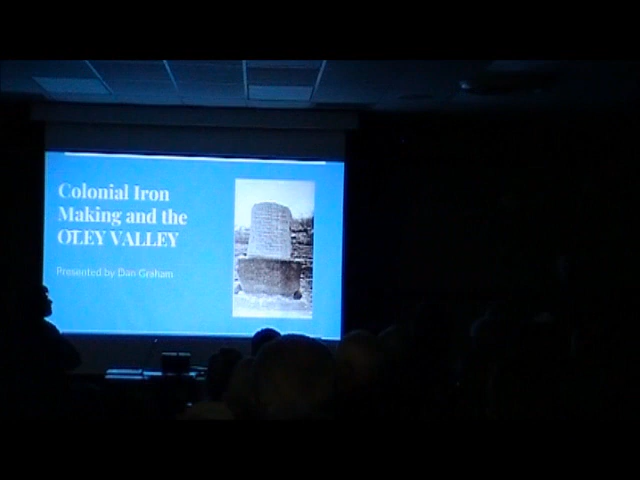 Colonial Iron
Making and the
OLEY VALLEY
Presented by Dan Graham